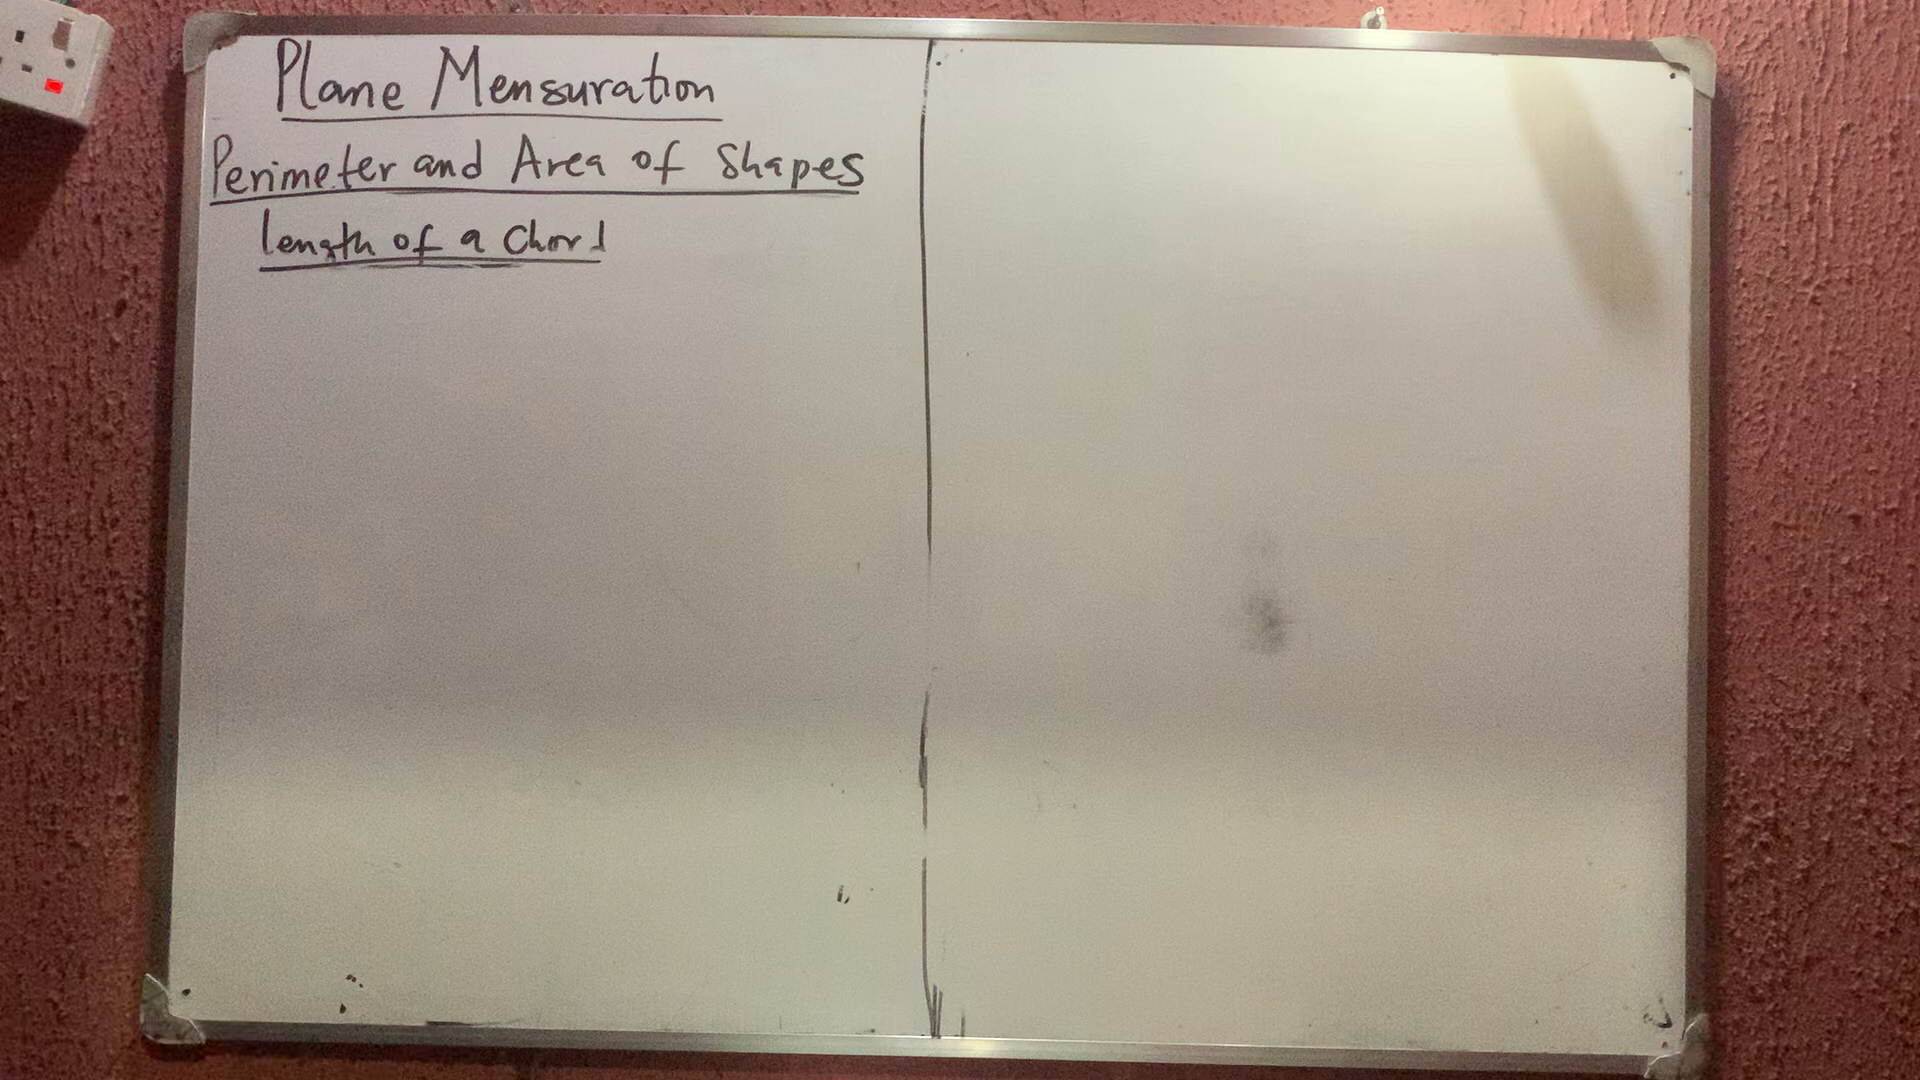 Plane Mensuration
Perimeter and Area of Shapes
Length of a Chord